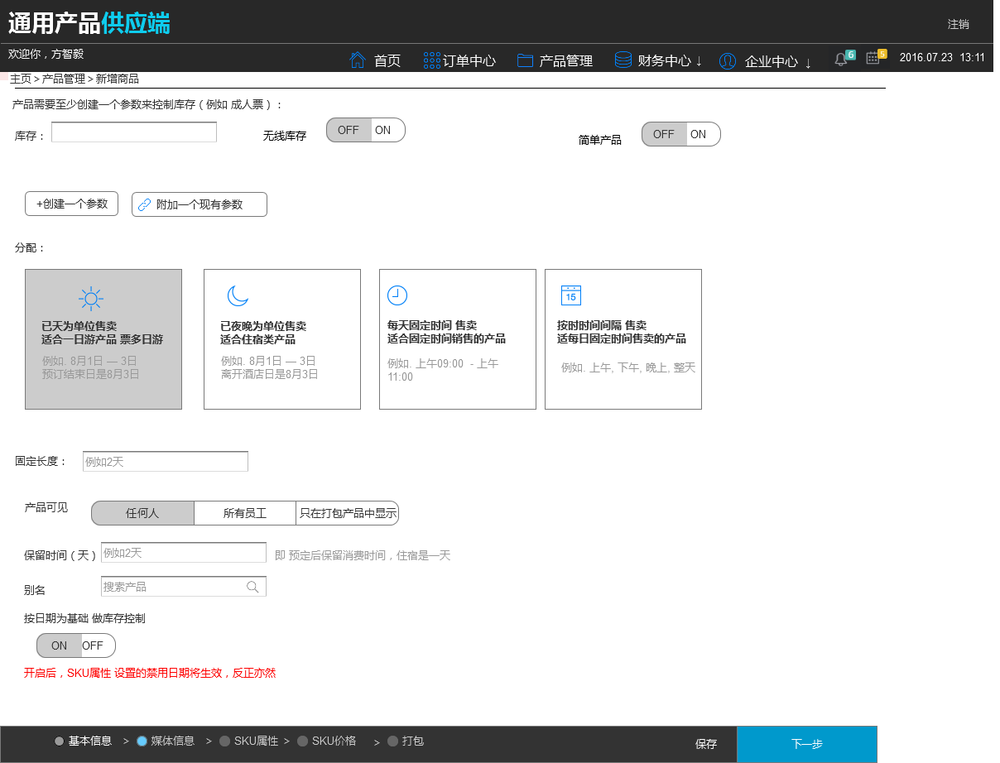 通用产品供应端
注销
欢迎你，方智毅
首页 订单中心 产品管理 财务中心 ↓ 企业中心 ↓ 6 5 2016.07.23 13:11
主页 > 产品管理 > 新增商品
产品需要至少创建一个参数来控制库存（例如 成人票）：
库存： 无线库存 OFF ON 简单产品 OFF ON
+创建一个参数 附加一个现有参数
分配：
已天为单位售卖
适合一日游产品 票多日游
例如. 8月1日 — 3日
预订结束日是8月3日
已夜晚为单位售卖
适合住宿类产品
例如. 8月1日 — 3日
离开酒店日是8月3日
每天固定时间 售卖
适合固定时间销售的产品
例如. 上午09:00 - 上午
11:00
15
按时时间间隔 售卖
适每日固定时间售卖的产品
例如. 上午, 下午, 晚上, 整天
固定长度： 例如2天
产品可见 任何人 所有员工 只在打包产品中显示
保留时间（天） 例如2天 即 预定后保留消费时间，住宿是一天
别名 搜索产品
按日期为基础 做库存控制
ON OFF
开启后，SKU属性 设置的禁用日期将生效，反正亦然
基本信息 > 媒体信息 > SKU属性 > SKU价格 > 打包 保存 下一步